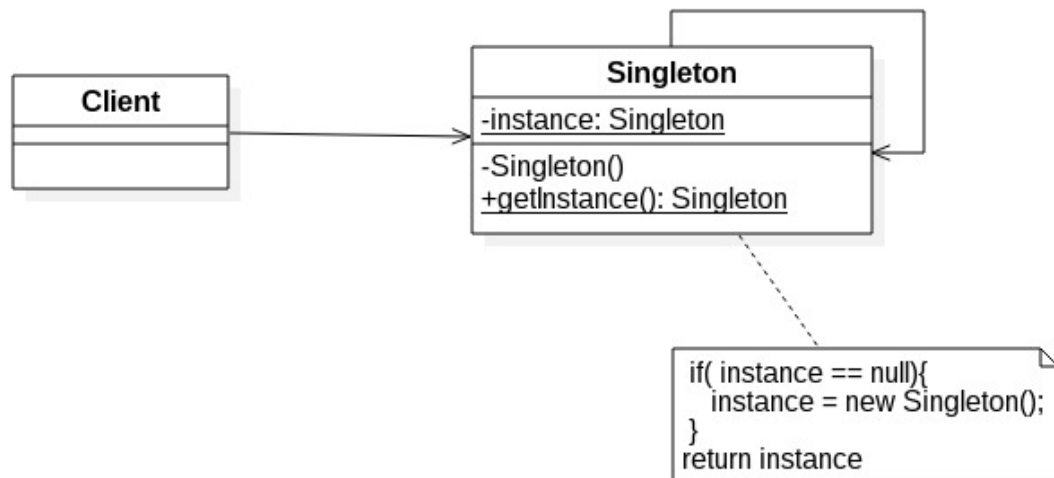 Client
Singleton
-instance: Singleton
-Singleton()
+getInstance(): Singleton
if( instance == null){
instance = new Singleton();
}
return instance